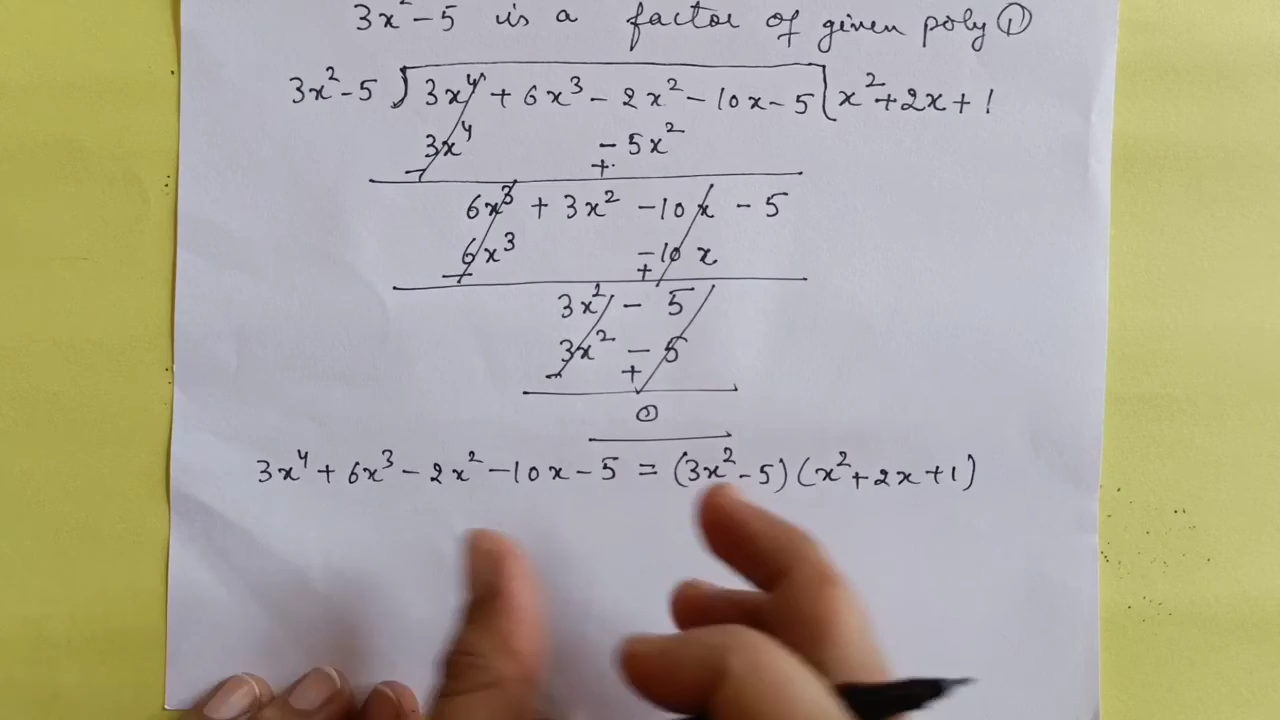 3x² - 5 is a factor of given poly ①
3x² - 5 ) 3x⁴ + 6x³ - 2x² - 10x - 5 ( x² + 2x + 1
3x⁴ - 5x²
- +
6x³ + 3x² - 10x - 5
6x³ - 10x
- +
3x² - 5
3x² - 5
- +
0
3x⁴ + 6x³ - 2x² - 10x - 5 = (3x² - 5) (x² + 2x + 1)